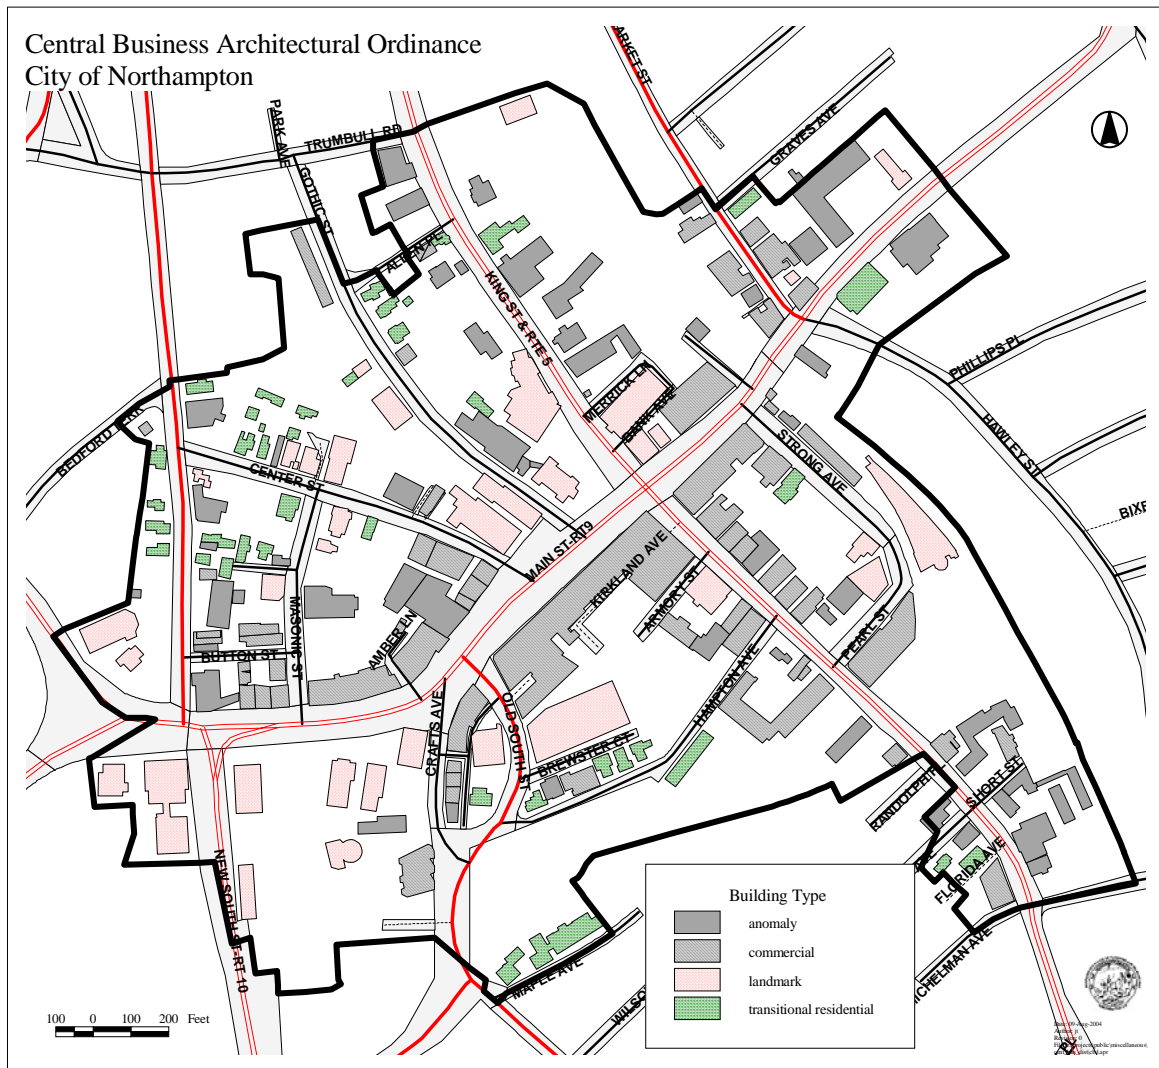 Central Business Architectural Ordinance
City of Northampton
PARK AVE
TRUMBULL RD
GOTHIC ST
ALLEN PL
KING ST & RTE 5
MARKET ST
GRAVES AVE
PHILLIPS PL
HAWLEY ST
MERRICK LN
BANK AVE
STRONG AVE
BEDFORD TERR
CENTER ST
MAIN ST-RT9
KIRKLAND AVE
ARMORY ST
PEARL ST
MASONIC ST
AMBER LN
BUTTON ST
HAMPTON AVE
CRAFTS AVE
OLD SOUTH ST
BREWSTER CT
RANDOLPH
SHORT ST
FLORIDA AVE
NEW SOUTH ST-RT 10
MAPLE AVE
MICHELMAN AVE
Building Type
anomaly
commercial
landmark
transitional residential
100 0 100 200 Feet